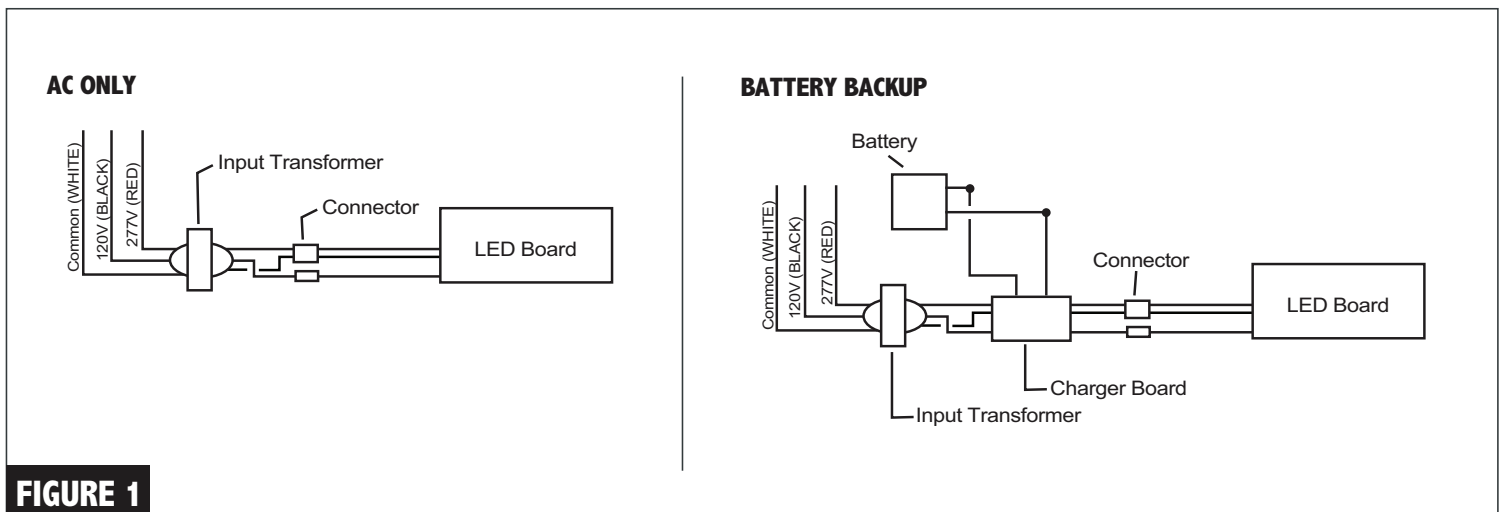 AC ONLY
Common (WHITE)
120V (BLACK)
277V (RED)
Input Transformer
Connector
LED Board
BATTERY BACKUP
Battery
Common (WHITE)
120V (BLACK)
277V (RED)
Connector
LED Board
Charger Board
Input Transformer
FIGURE 1